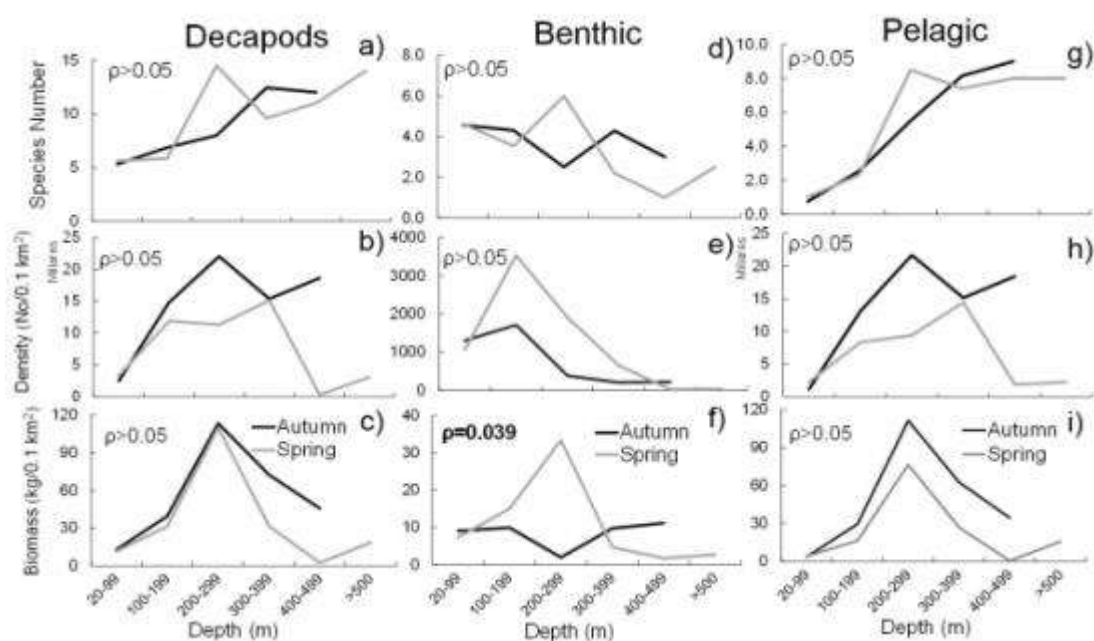 Decapods
Benthic
Pelagic
a)
d)
g)
ρ>0.05
ρ>0.05
ρ>0.05
Species Number
15
10
5
0
8.0
6.0
4.0
2.0
0.0
10.0
8.0
6.0
4.0
2.0
0.0
b)
e)
h)
ρ>0.05
ρ>0.05
ρ>0.05
Density (No/0.1 km²)
25
20
15
10
5
0
4000
3000
2000
1000
0
25
20
15
10
5
0
c)
f)
i)
ρ>0.05
ρ=0.039
ρ>0.05
Autumn
Spring
Autumn
Spring
Autumn
Spring
Biomass (kg/0.1 km²)
120
90
60
30
0
40
30
20
10
0
120
90
60
30
0
20-99
100-199
200-299
300-399
400-499
>500
20-99
100-199
200-299
300-399
400-499
>500
20-99
100-199
200-299
300-399
400-499
>500
Depth (m)
Depth (m)
Depth (m)